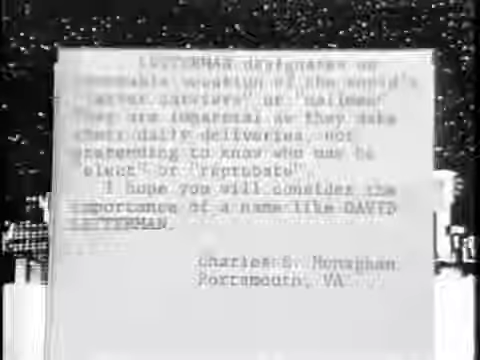 LETTERMAN designates an
honorable vocation of the world's
"letter carriers" or "mailmen"
They are impartial as they make
their daily deliveries, not
pretending to know who may be
"elect" or "reprobate".
I hope you will consider the
importance of a name like DAVID
LETTERMAN.
Charles S. Monaghan
Portsmouth, VA